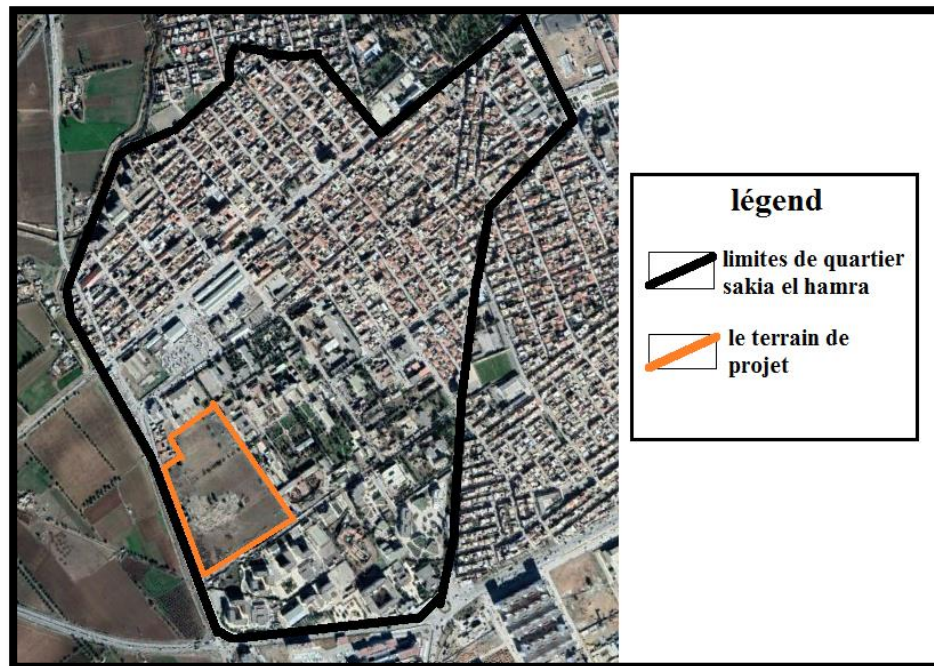 légend
limites de quartier
sakia el hamra
le terrain de
projet